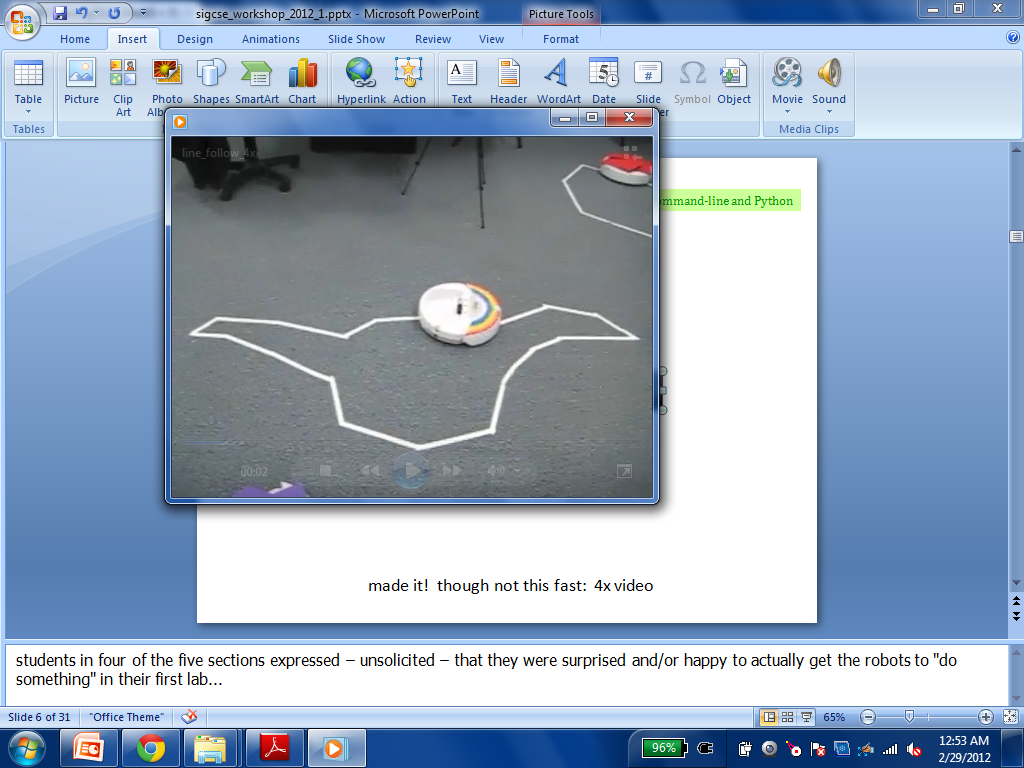 sigcse_workshop_2012_1.pptx - Microsoft PowerPoint
Picture Tools
Home Insert Design Animations Slide Show Review View Format
Table Picture Clip Art Photo Shapes SmartArt Chart Hyperlink Action Text Header WordArt Date Slide Symbol Object Movie Sound
Tables Media Clips
line_follow_4x
ommand-line and Python
00:02
made it! though not this fast: 4x video
students in four of the five sections expressed – unsolicited – that they were surprised and/or happy to actually get the robots to "do
something" in their first lab...
Slide 6 of 31 "Office Theme" 65%
96% 12:53 AM
2/29/2012